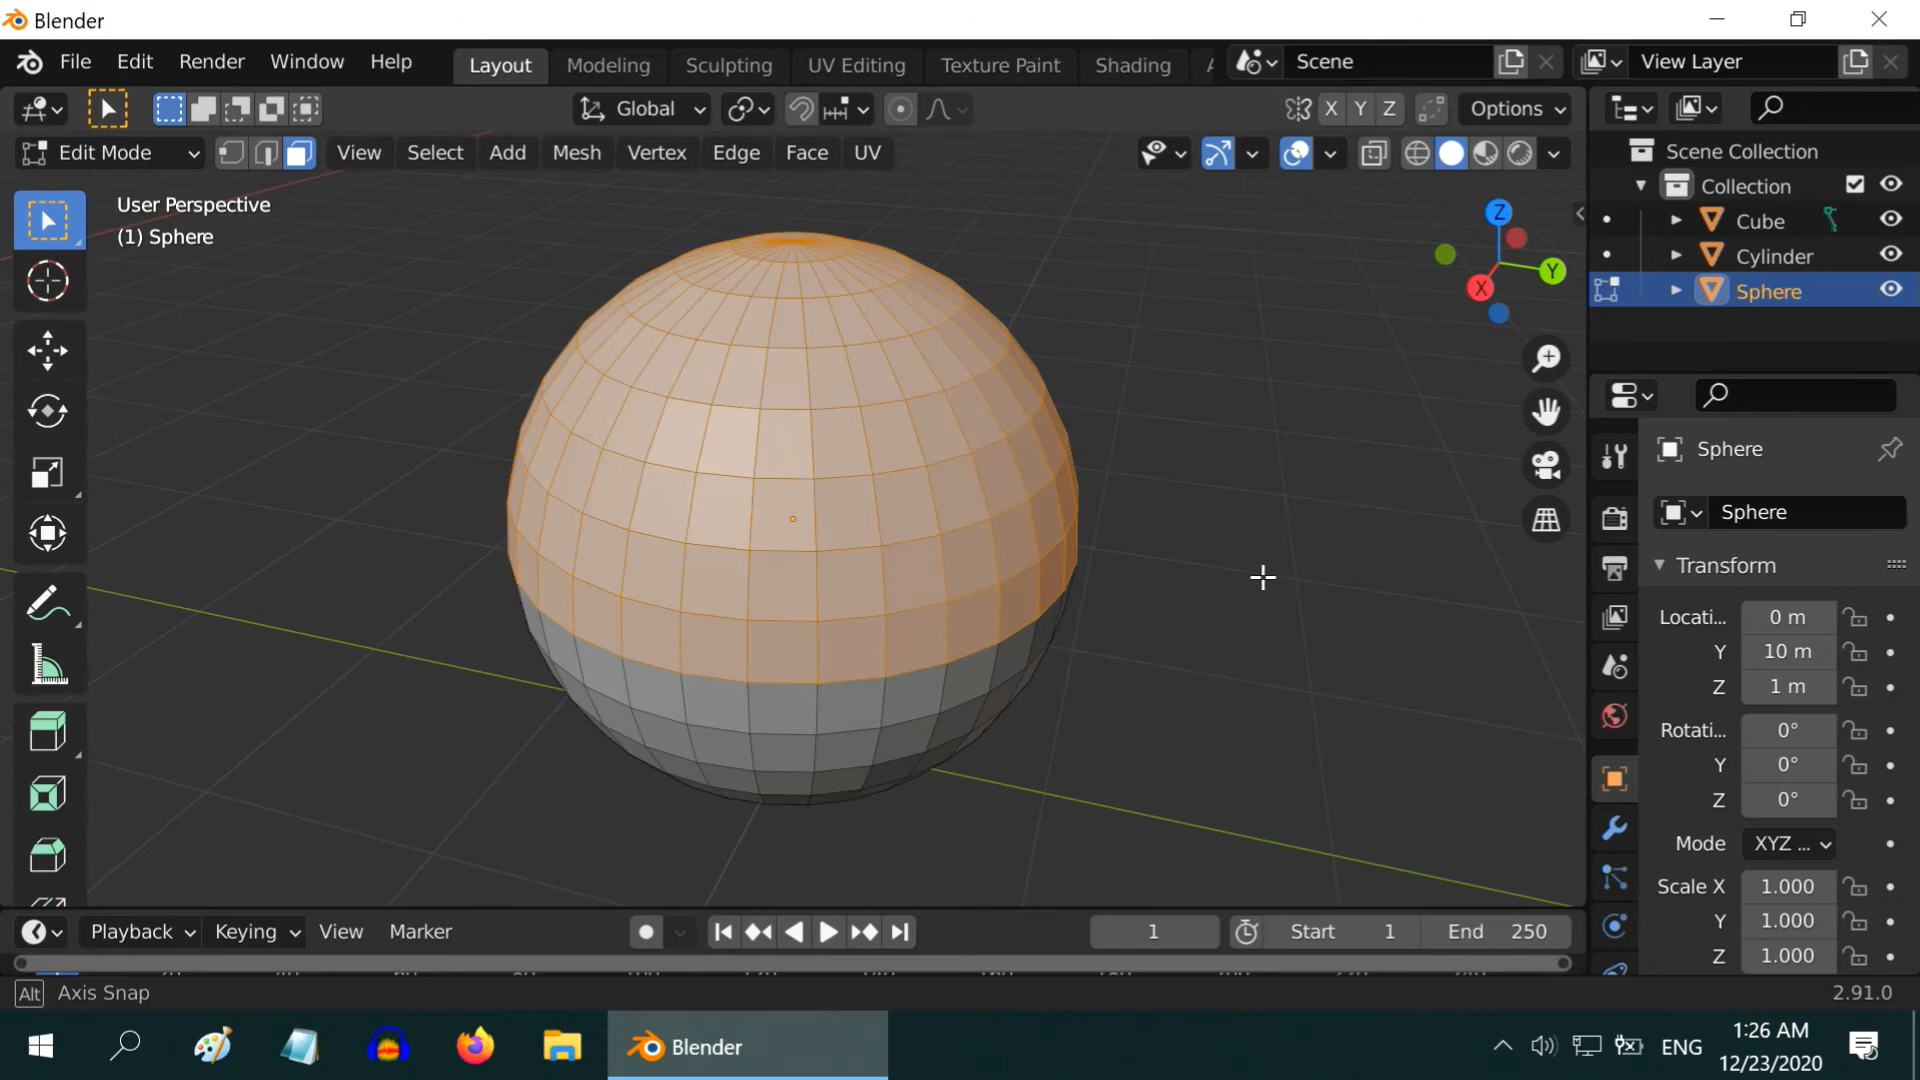 Blender
File Edit Render Window Help Layout Modeling Sculpting UV Editing Texture Paint Shading Scene View Layer
Global X Y Z Options
Edit Mode View Select Add Mesh Vertex Edge Face UV
User Perspective
(1) Sphere
Z
Y
X
Scene Collection
Collection
Cube
Cylinder
Sphere
Sphere
Sphere
Transform
Locati... 0 m
Y 10 m
Z 1 m
Rotati... 0°
Y 0°
Z 0°
Mode XYZ ...
Scale X 1.000
Y 1.000
Z 1.000
Playback Keying View Marker 1 Start 1 End 250
Alt Axis Snap 2.91.0
Blender ENG
1:26 AM
12/23/2020